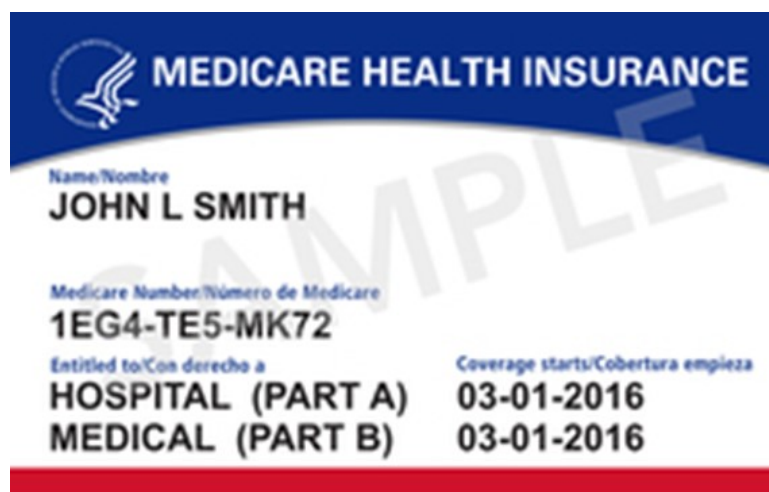 MEDICARE HEALTH INSURANCE
Name/Nombre
JOHN L SMITH
Medicare Number/Número de Medicare
1EG4-TE5-MK72
Entitled to/Con derecho a Coverage starts/Cobertura empieza
HOSPITAL (PART A) 03-01-2016
MEDICAL (PART B) 03-01-2016
SAMPLE